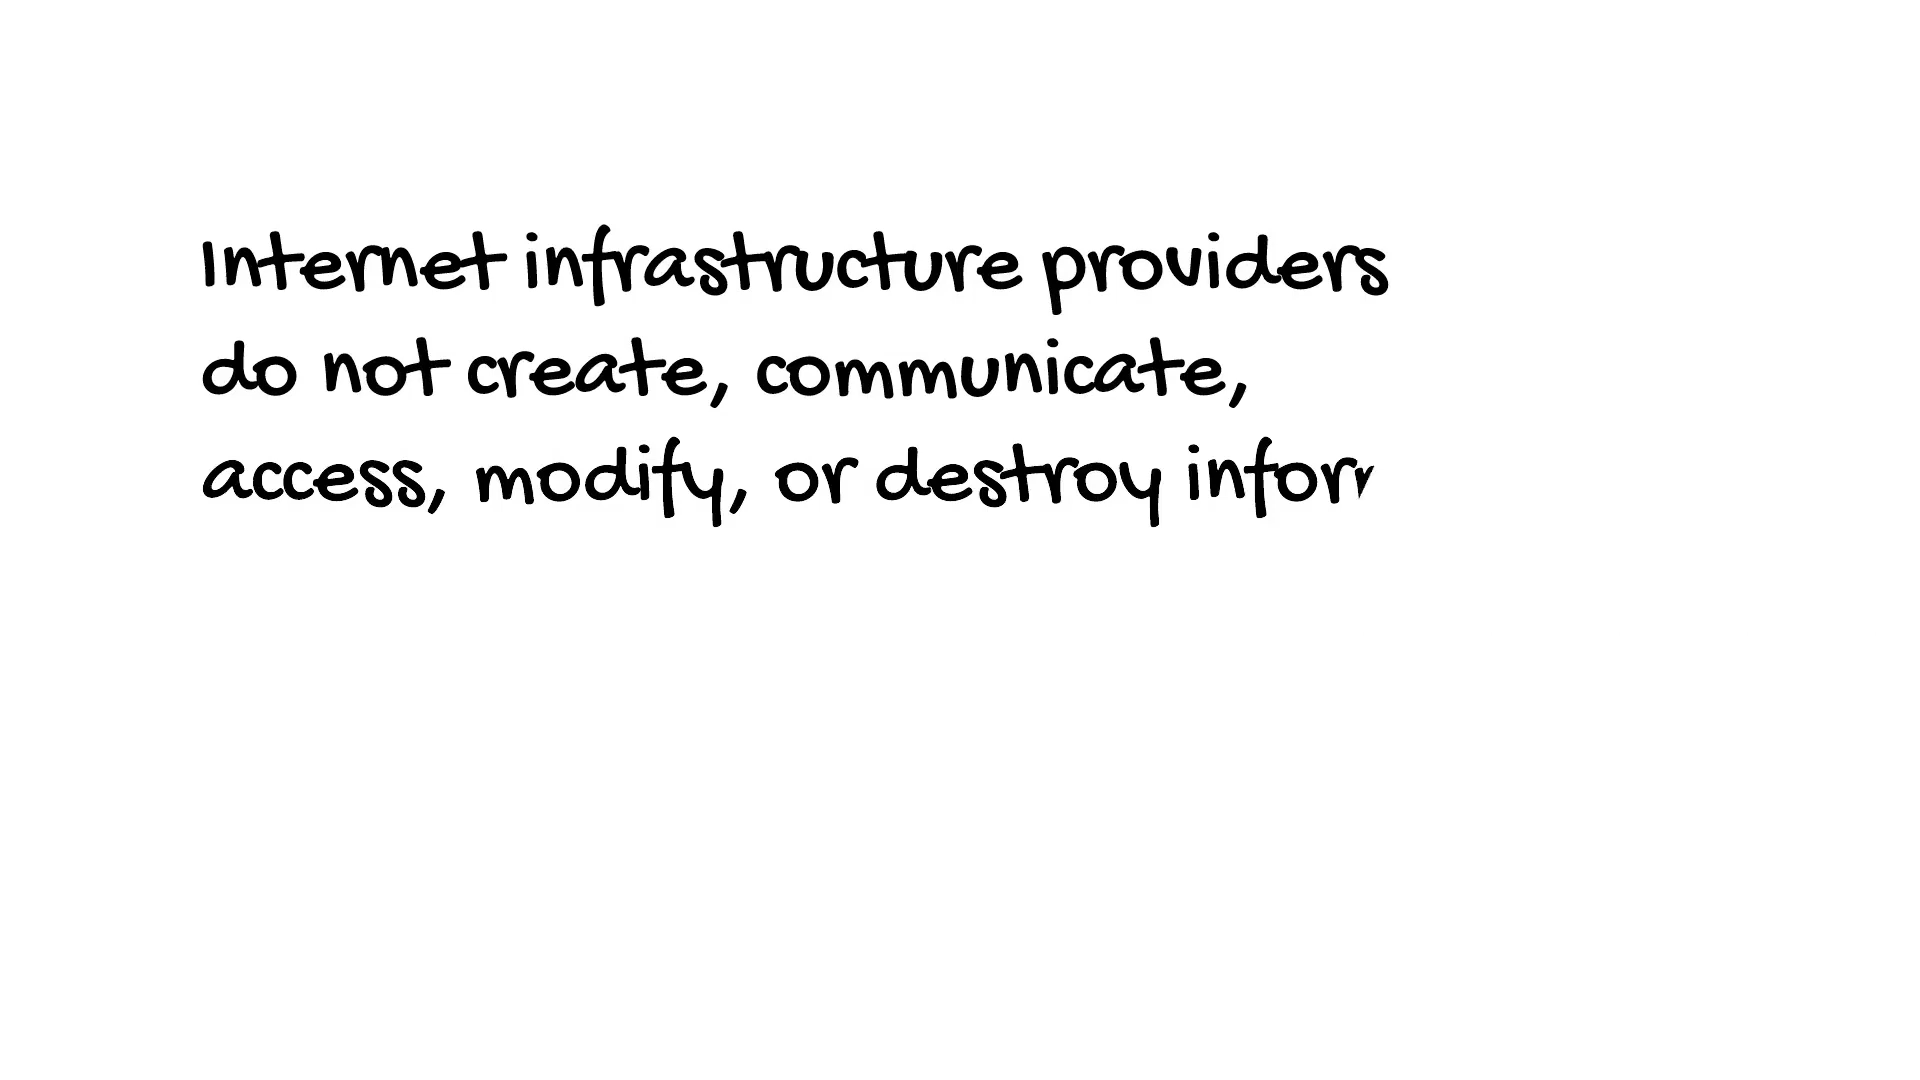 Internet infrastructure providers
do not create, communicate,
access, modify, or destroy